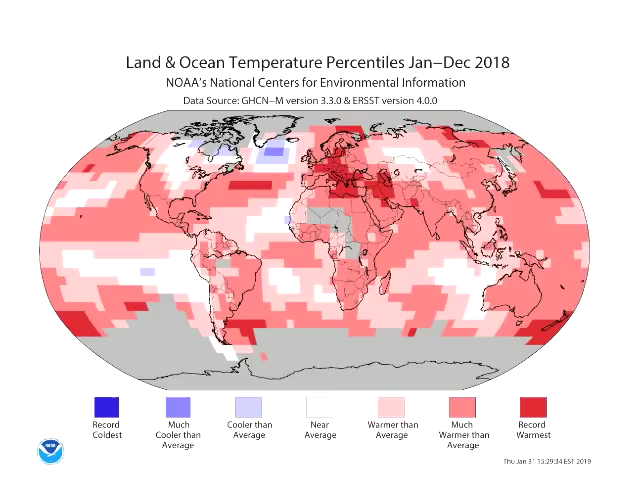 Land & Ocean Temperature Percentiles Jan–Dec 2018
NOAA's National Centers for Environmental Information
Data Source: GHCN–M version 3.3.0 & ERSST version 4.0.0
Record
Coldest
Much
Cooler than
Average
Cooler than
Average
Near
Average
Warmer than
Average
Much
Warmer than
Average
Record
Warmest
NOAA
Thu Jan 31 15:29:34 EST 2019